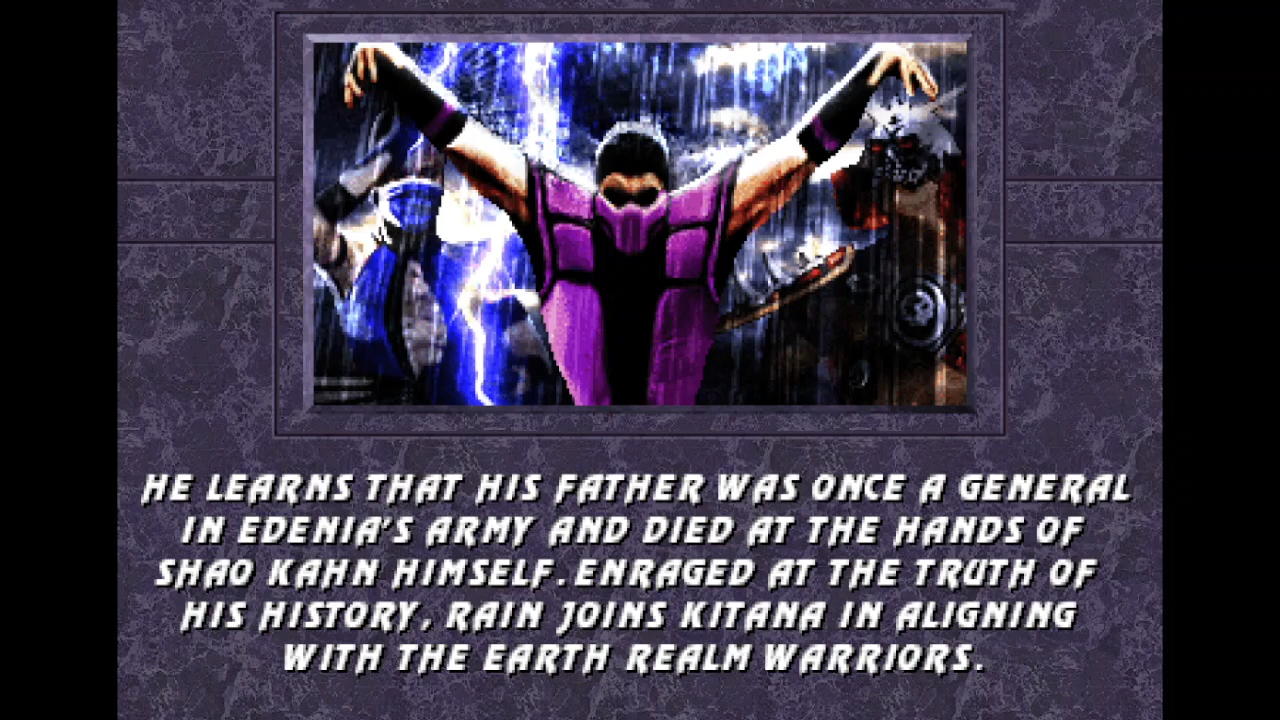 HE LEARNS THAT HIS FATHER WAS ONCE A GENERAL
IN EDENIA'S ARMY AND DIED AT THE HANDS OF
SHAO KAHN HIMSELF. ENRAGED AT THE TRUTH OF
HIS HISTORY, RAIN JOINS KITANA IN ALIGNING
WITH THE EARTH REALM WARRIORS.